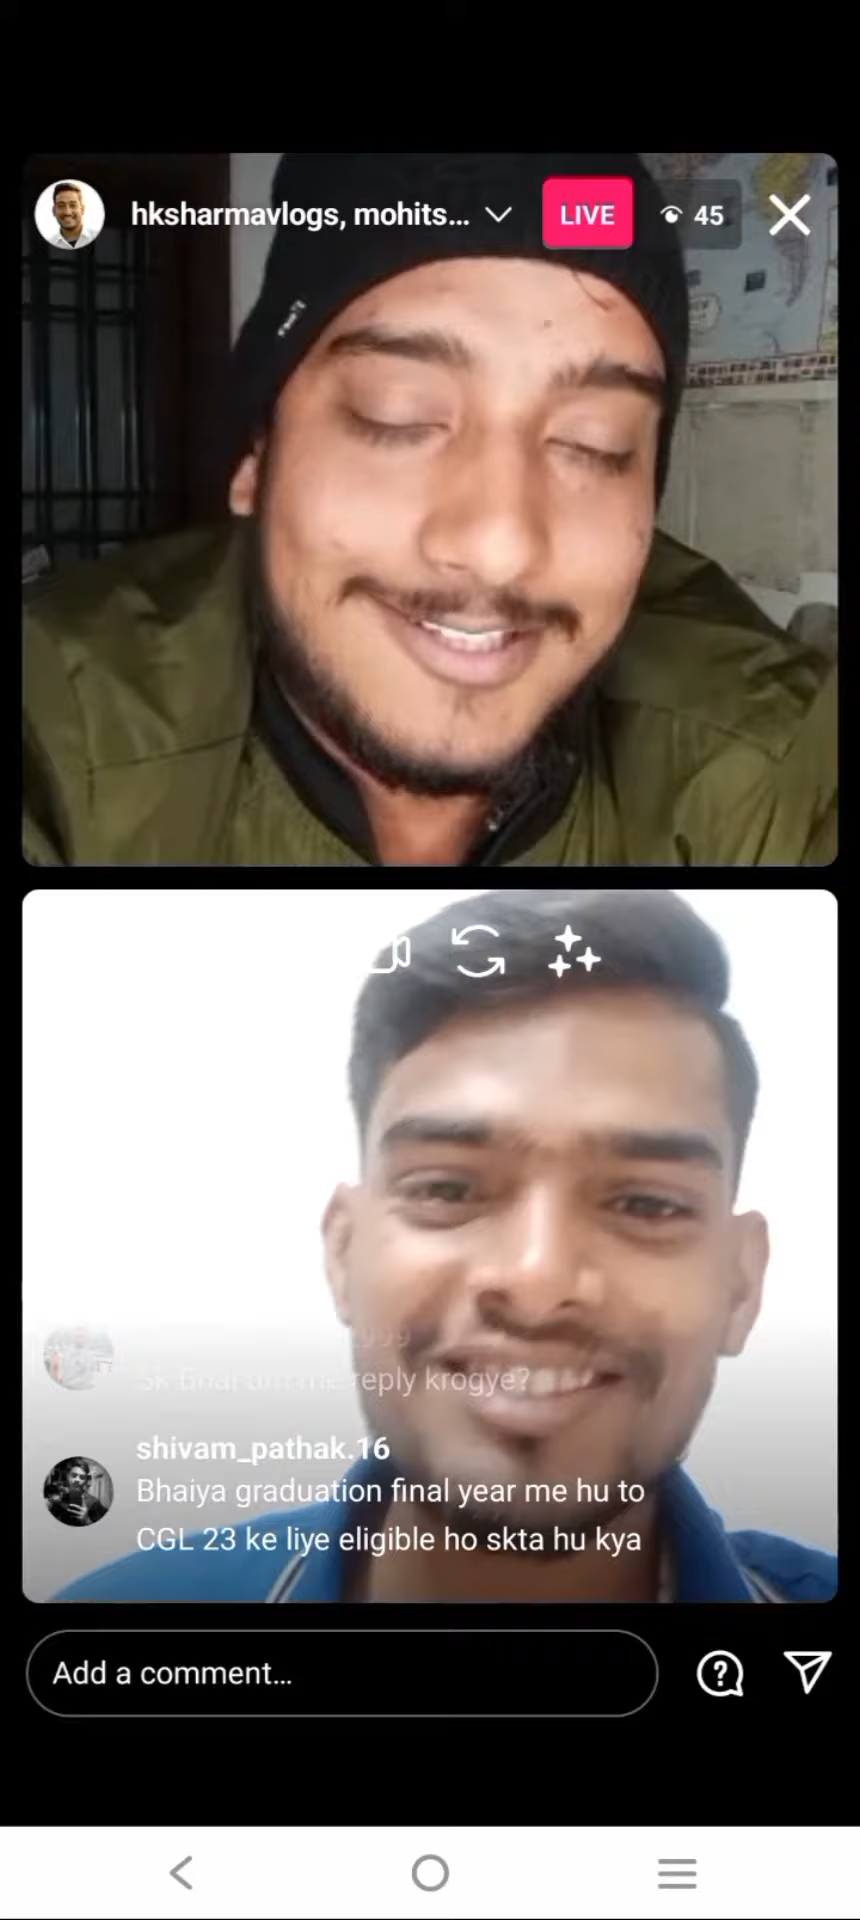 hksharmavlogs, mohits...
LIVE
45
reply krogye?
shivam_pathak.16
Bhaiya graduation final year me hu to
CGL 23 ke liye eligible ho skta hu kya
Add a comment...